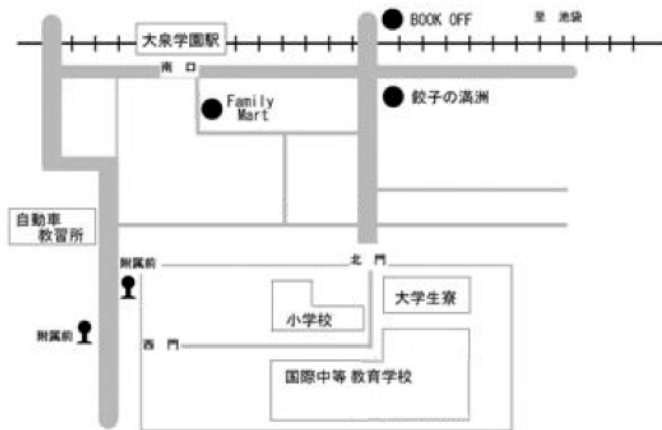 BOOK OFF
至 池袋
大泉学園駅
南 口
Family
Mart
餃子の満洲
自動車
教習所
附属前
北 門
大学生寮
小学校
附属前
西 門
国際中等教育学校